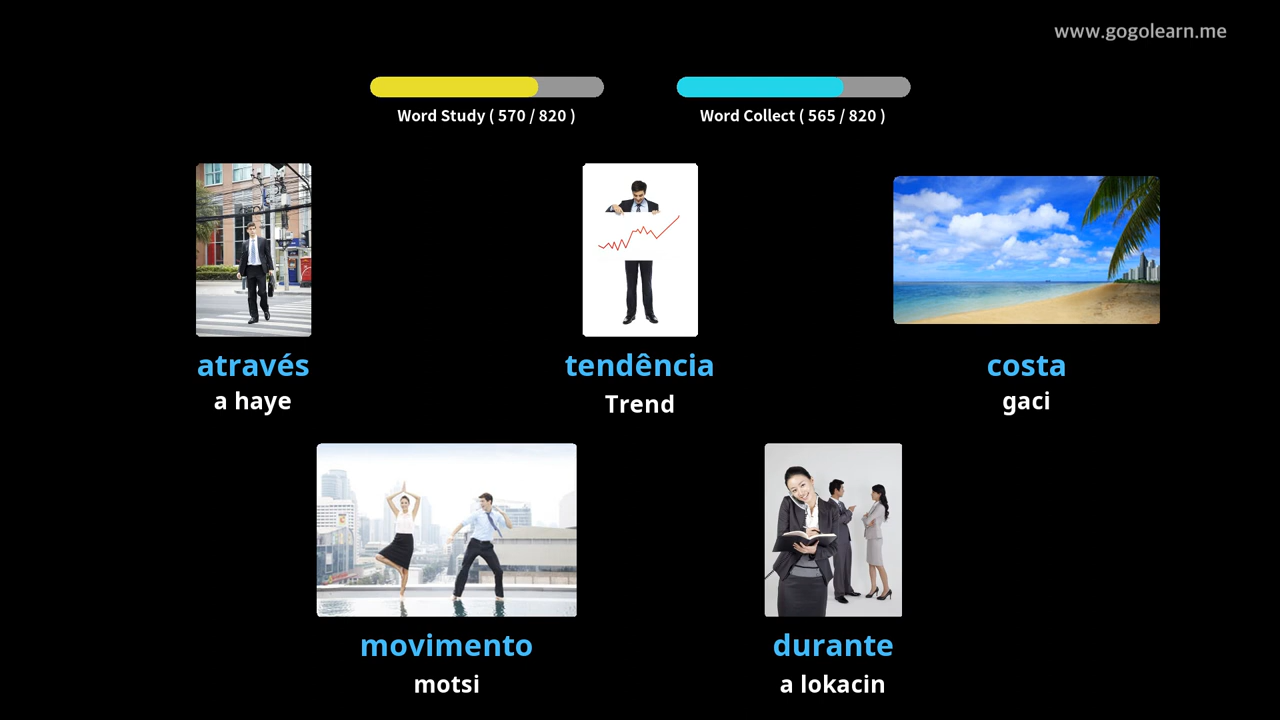 www.gogolearn.me
Word Study ( 570 / 820 )
Word Collect ( 565 / 820 )
através
a haye
tendência
Trend
costa
gaci
movimento
motsi
durante
a lokacin